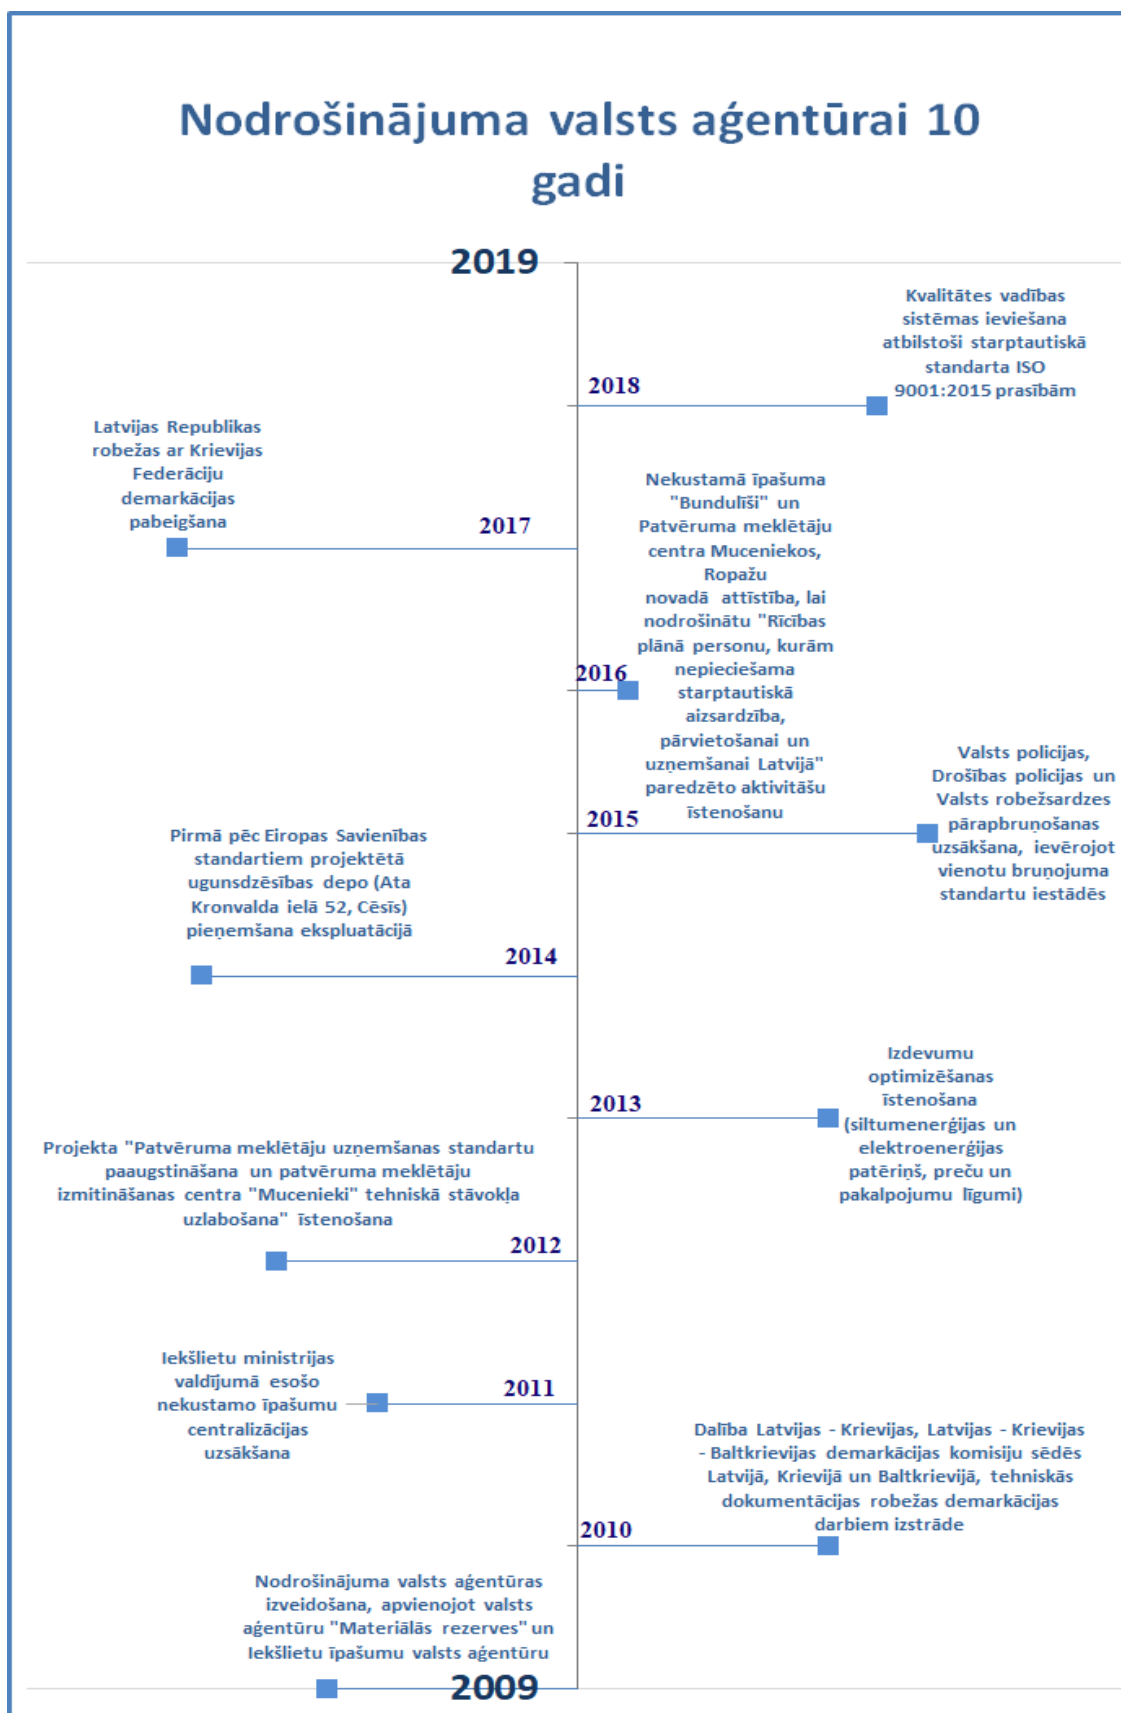 Nodrošinājuma valsts aģentūrai 10
gadi
2019
Kvalitātes vadības
sistēmas ieviešana
atbilstoši starptautiskā
standarta ISO
9001:2015 prasībām
2018
Latvijas Republikas
robežas ar Krievijas
Federāciju
demarkācijas
pabeigšana
2017
Nekustamā īpašuma
"Bundulīši" un
Patvēruma meklētāju
centra Muceniekos,
Ropažu
novadā attīstība, lai
nodrošinātu "Rīcības
plānā personu, kurām
nepieciešama
starptautiskā
aizsardzība,
pārvietošanai un
uzņemšanai Latvijā"
paredzēto aktivitāšu
īstenošanu
2016
Valsts policijas,
Drošības policijas un
Valsts robežsardzes
pārapbruņošanas
uzsākšana, ievērojot
vienotu bruņojuma
standartu iestādēs
2015
Pirmā pēc Eiropas Savienības
standartiem projektētā
ugunsdzēsības depo (Ata
Kronvalda ielā 52, Cēsīs)
pieņemšana ekspluatācijā
2014
Izdevumu
optimizēšanas
īstenošana
(siltumenerģijas un
elektroenerģijas
patēriņš, preču un
pakalpojumu līgumi)
2013
Projekta "Patvēruma meklētāju uzņemšanas standartu
paaugstināšana un patvēruma meklētāju
izmitināšanas centra "Mucenieki" tehniskā stāvokļa
uzlabošana" īstenošana
2012
Iekšlietu ministrijas
valdījumā esošo
nekustamo īpašumu
centralizācijas
uzsākšana
2011
Dalība Latvijas - Krievijas, Latvijas - Krievijas
- Baltkrievijas demarkācijas komisiju sēdēs
Latvijā, Krievijā un Baltkrievijā, tehniskās
dokumentācijas robežas demarkācijas
darbiem izstrāde
2010
Nodrošinājuma valsts aģentūras
izveidošana, apvienojot valsts
aģentūru "Materiālās rezerves" un
Iekšlietu īpašumu valsts aģentūru
2009